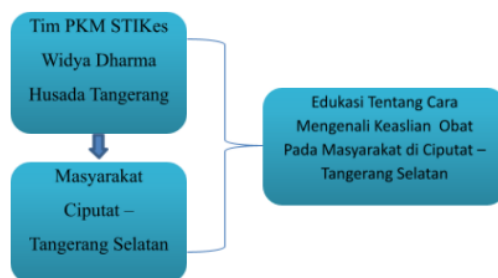 Tim PKM STIKes
Widya Dharma
Husada Tangerang
Masyarakat
Ciputat –
Tangerang Selatan
Edukasi Tentang Cara
Mengenali Keaslian Obat
Pada Masyarakat di Ciputat –
Tangerang Selatan